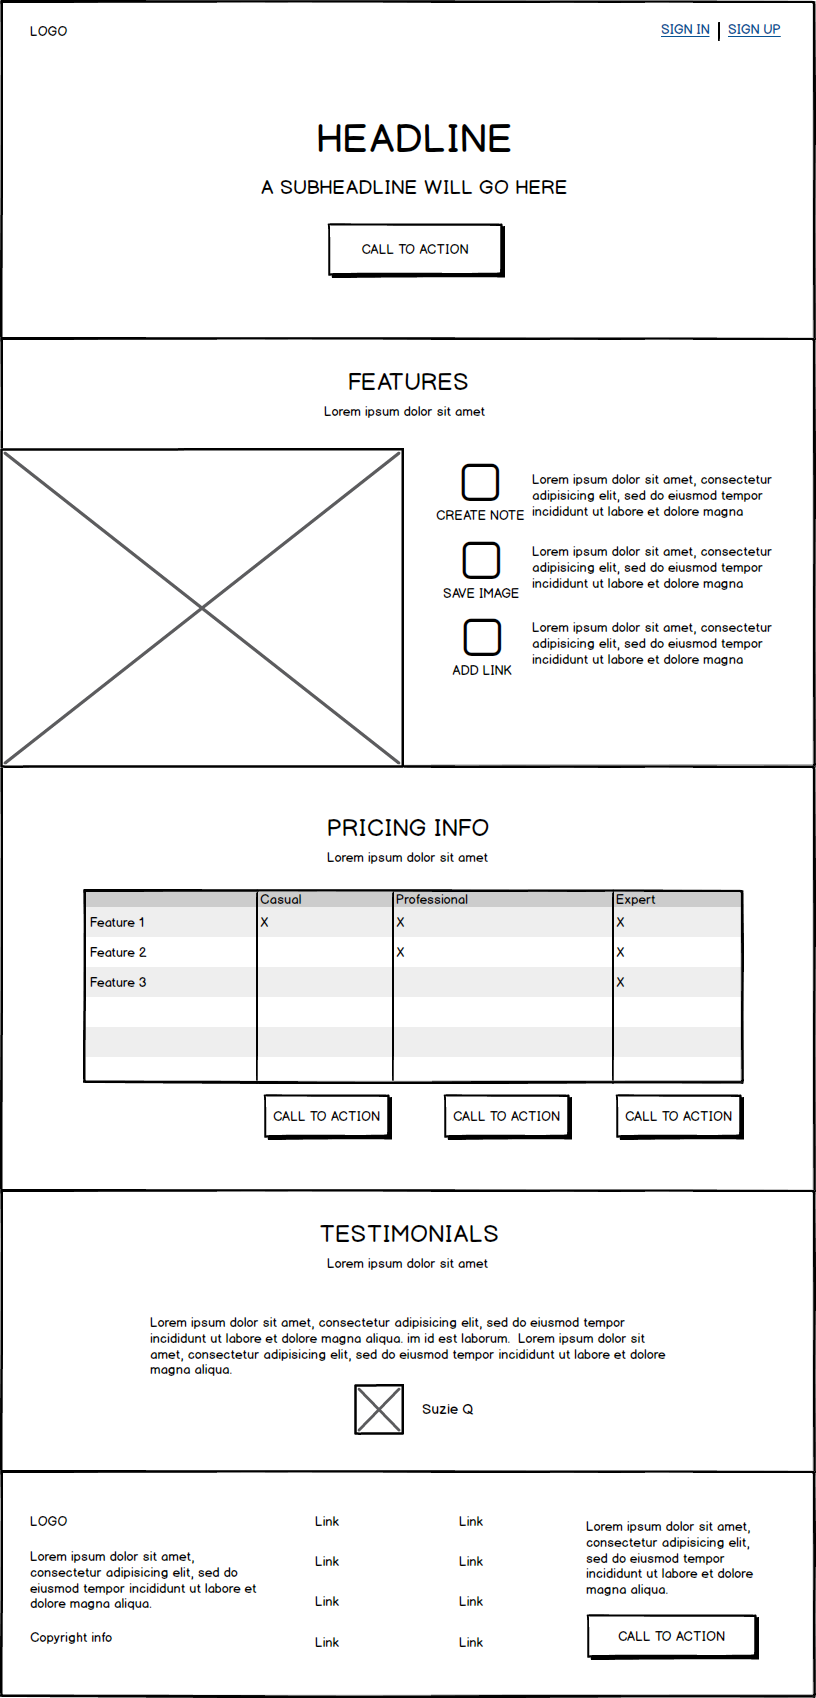 LOGO
SIGN IN | SIGN UP
HEADLINE
A SUBHEADLINE WILL GO HERE
CALL TO ACTION
FEATURES
Lorem ipsum dolor sit amet
CREATE NOTE
Lorem ipsum dolor sit amet, consectetur
adipisicing elit, sed do eiusmod tempor
incididunt ut labore et dolore magna
SAVE IMAGE
Lorem ipsum dolor sit amet, consectetur
adipisicing elit, sed do eiusmod tempor
incididunt ut labore et dolore magna
ADD LINK
Lorem ipsum dolor sit amet, consectetur
adipisicing elit, sed do eiusmod tempor
incididunt ut labore et dolore magna
PRICING INFO
Lorem ipsum dolor sit amet
Casual Professional Expert
Feature 1 X X X
Feature 2 X X
Feature 3 X
CALL TO ACTION CALL TO ACTION CALL TO ACTION
TESTIMONIALS
Lorem ipsum dolor sit amet
Lorem ipsum dolor sit amet, consectetur adipisicing elit, sed do eiusmod tempor
incididunt ut labore et dolore magna aliqua. im id est laborum.  Lorem ipsum dolor sit
amet, consectetur adipisicing elit, sed do eiusmod tempor incididunt ut labore et dolore
magna aliqua.
Suzie Q
LOGO
Lorem ipsum dolor sit amet,
consectetur adipisicing elit, sed do
eiusmod tempor incididunt ut labore et
dolore magna aliqua.
Copyright info
Link
Link
Link
Link
Link
Link
Link
Link
Lorem ipsum dolor sit amet,
consectetur adipisicing elit,
sed do eiusmod tempor
incididunt ut labore et dolore
magna aliqua.
CALL TO ACTION